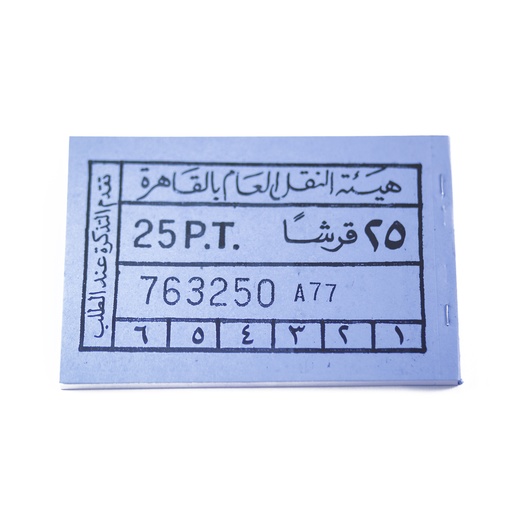 هيئة النقل العام بالقاهرة
25 P.T. ٢٥ قرشاً
763250 A77
٦ ٥ ٤ ٣ ٢ ١
تقدم التذكرة عند الطلب